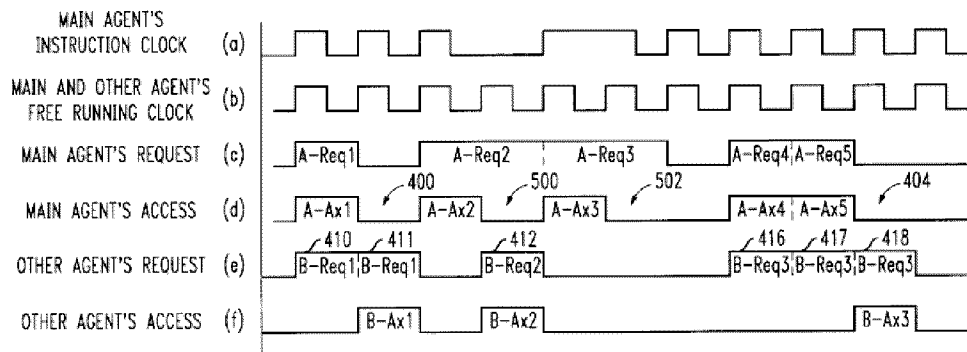 MAIN AGENT'S
INSTRUCTION CLOCK (a)
MAIN AND OTHER AGENT'S
FREE RUNNING CLOCK (b)
MAIN AGENT'S REQUEST (c) A-Req1 A-Req2 A-Req3 A-Req4 A-Req5
400 500 502 404
MAIN AGENT'S ACCESS (d) A-Ax1 A-Ax2 A-Ax3 A-Ax4 A-Ax5
410 411 412 416 417 418
OTHER AGENT'S REQUEST (e) B-Req1 B-Req1 B-Req2 B-Req3 B-Req3 B-Req3
OTHER AGENT'S ACCESS (f) B-Ax1 B-Ax2 B-Ax3